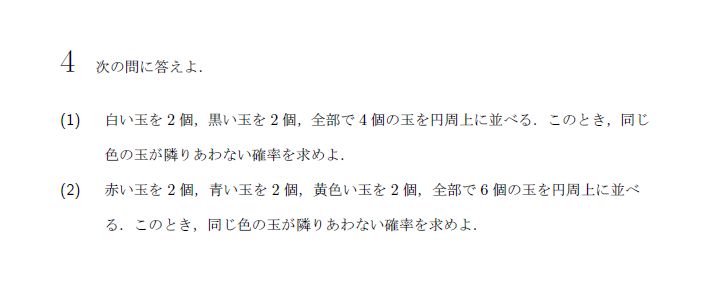 4 次の問に答えよ．
(1) 白い玉を 2 個，黒い玉を 2 個，全部で 4 個の玉を円周上に並べる．このとき，同じ
色の玉が隣りあわない確率を求めよ．
(2) 赤い玉を 2 個，青い玉を 2 個，黄色い玉を 2 個，全部で 6 個の玉を円周上に並べ
る．このとき，同じ色の玉が隣りあわない確率を求めよ．